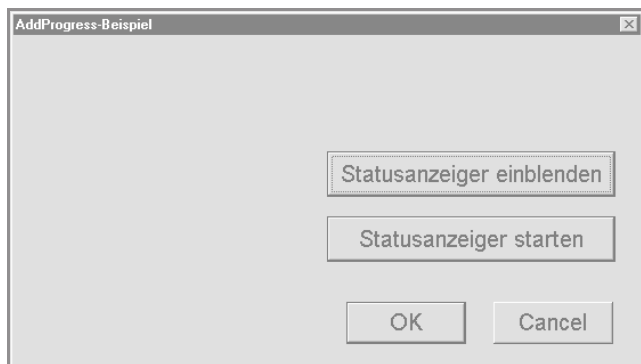 AddProgress-Beispiel
Statusanzeiger einblenden
Statusanzeiger starten
OK Cancel